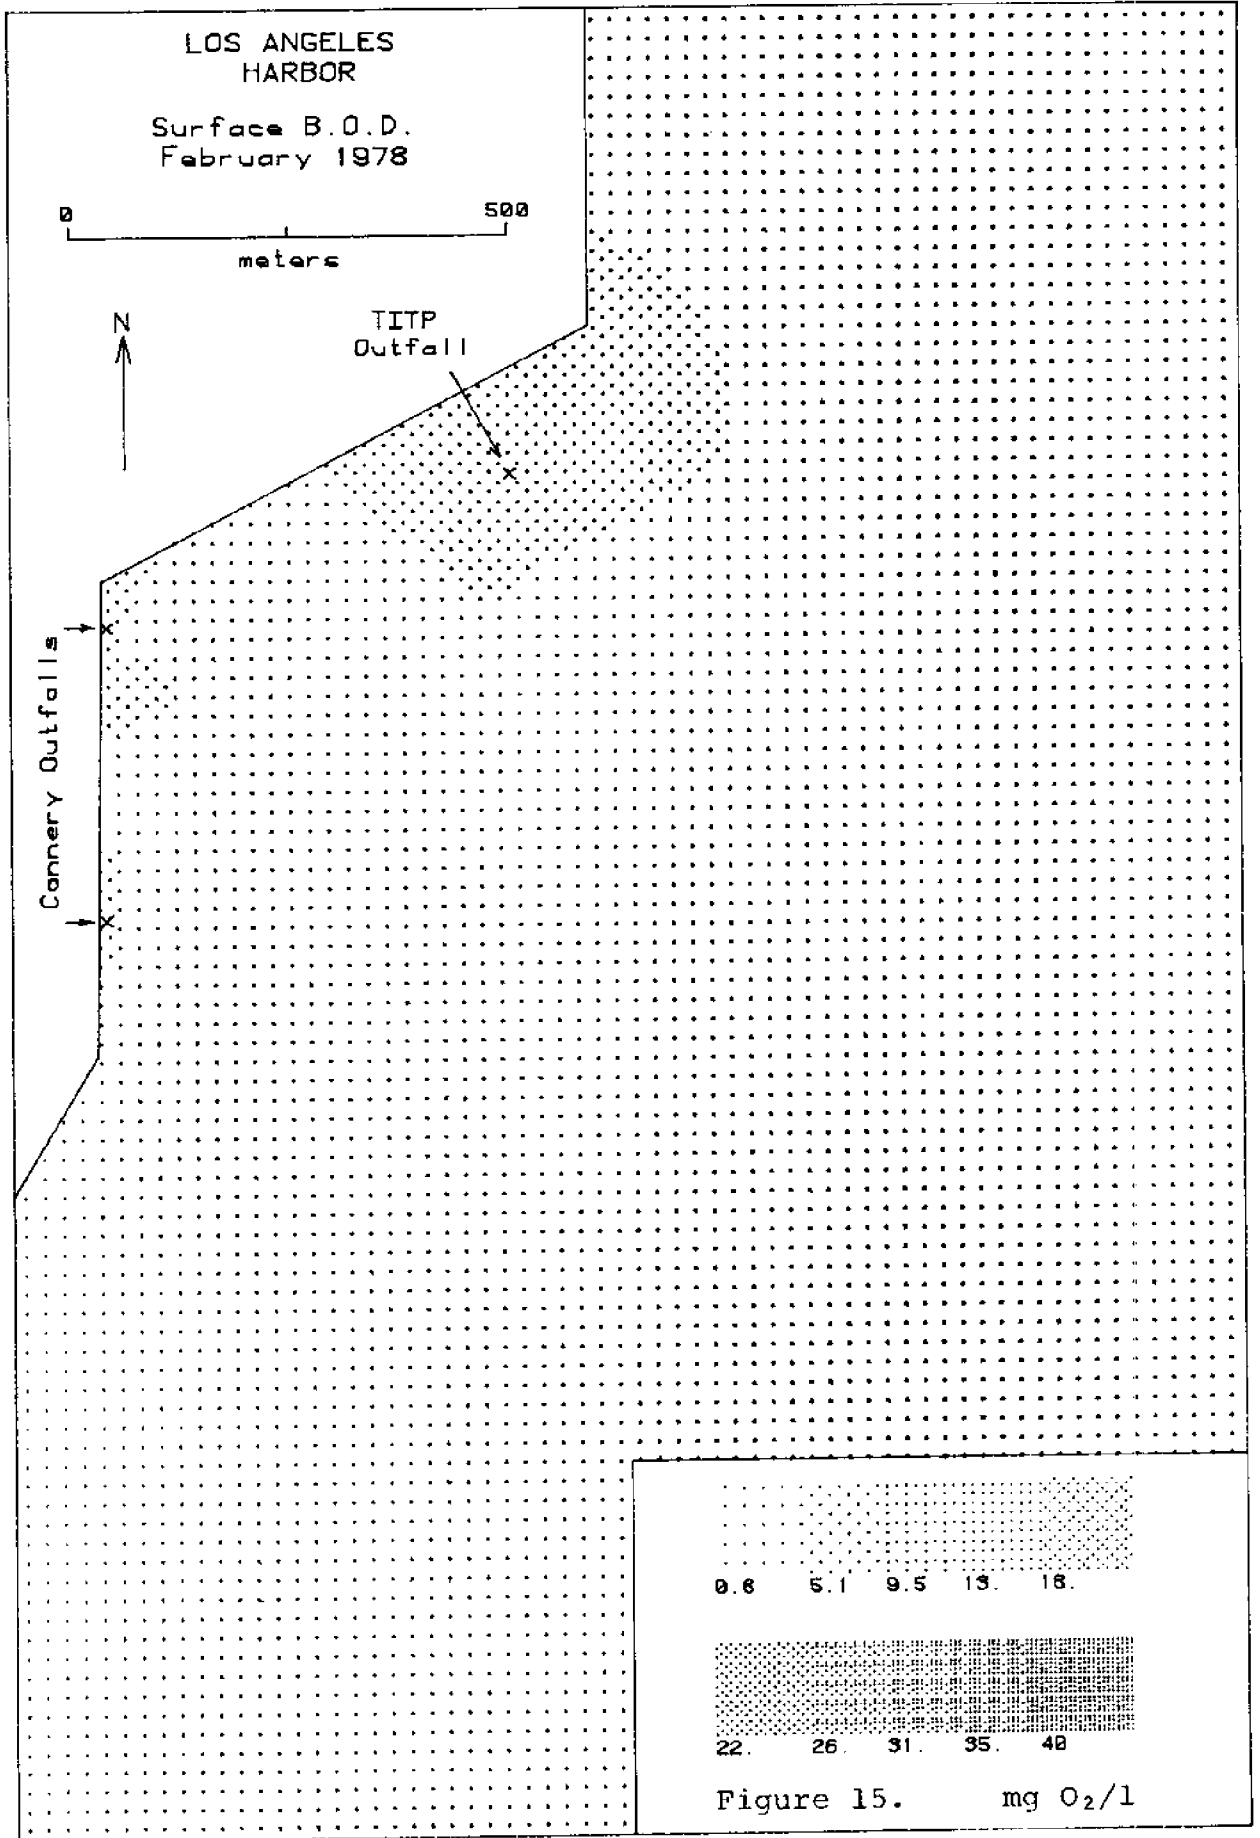 LOS ANGELES
HARBOR
Surface B.O.D.
February 1978
0 500
meters
N
TITP
Outfall
Cannery Outfalls
0.6 5.1 9.5 13. 18.
22. 26. 31. 35. 40
Figure 15. mg O₂/l